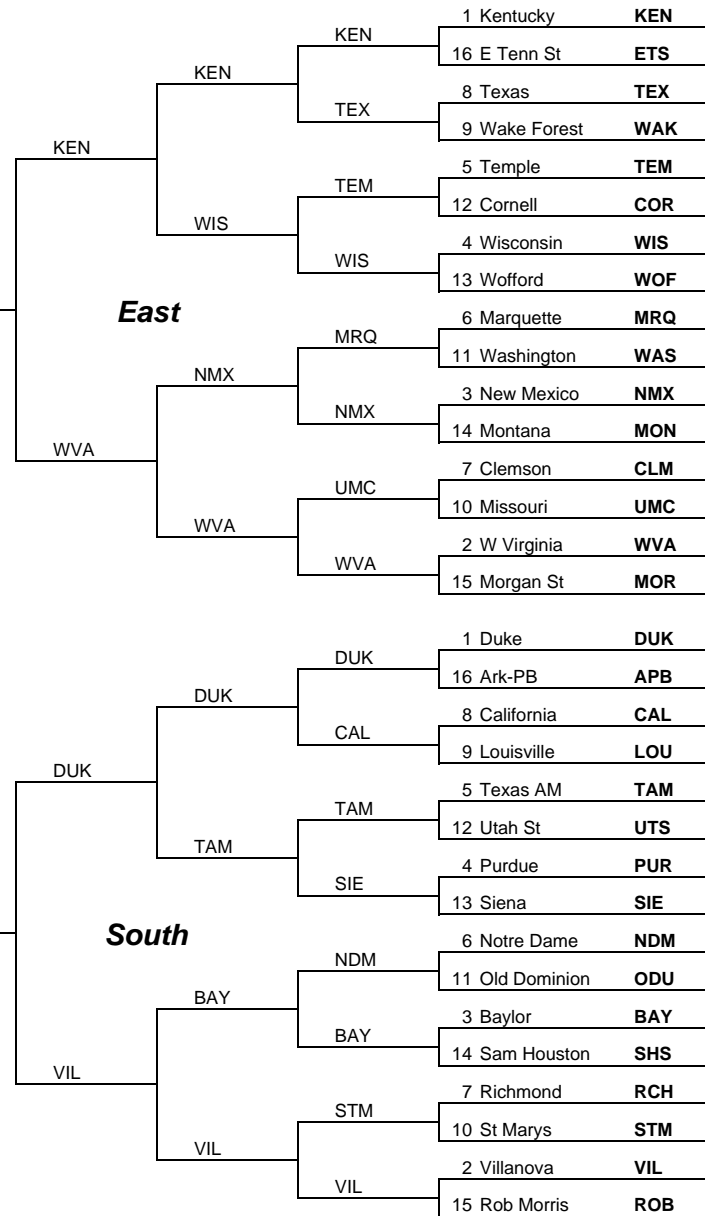 1 Kentucky KEN
KEN
16 E Tenn St ETS
KEN
8 Texas TEX
TEX
9 Wake Forest WAK
KEN
5 Temple TEM
TEM
12 Cornell COR
WIS
4 Wisconsin WIS
WIS
13 Wofford WOF
East
6 Marquette MRQ
MRQ
11 Washington WAS
NMX
3 New Mexico NMX
NMX
14 Montana MON
WVA
7 Clemson CLM
UMC
10 Missouri UMC
WVA
2 W Virginia WVA
WVA
15 Morgan St MOR
1 Duke DUK
DUK
16 Ark-PB APB
DUK
8 California CAL
CAL
9 Louisville LOU
DUK
5 Texas AM TAM
TAM
12 Utah St UTS
TAM
4 Purdue PUR
SIE
13 Siena SIE
South
6 Notre Dame NDM
NDM
11 Old Dominion ODU
BAY
3 Baylor BAY
BAY
14 Sam Houston SHS
VIL
7 Richmond RCH
STM
10 St Marys STM
VIL
2 Villanova VIL
VIL
15 Rob Morris ROB